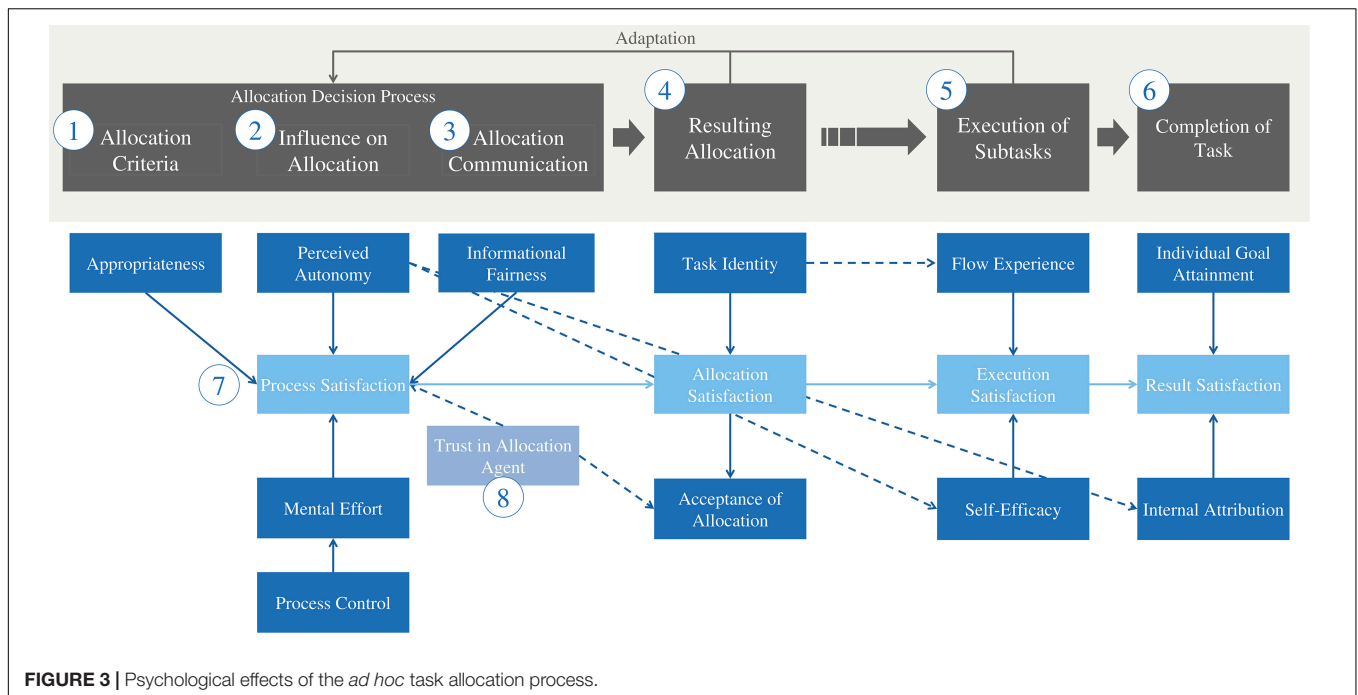 Adaptation
Allocation Decision Process
1
Allocation
Criteria
2
Influence on
Allocation
3
Allocation
Communication
4
Resulting
Allocation
5
Execution of
Subtasks
6
Completion of
Task
Appropriateness
Perceived
Autonomy
Informational
Fairness
Task Identity
Flow Experience
Individual Goal
Attainment
7
Process Satisfaction
Allocation
Satisfaction
Execution
Satisfaction
Result Satisfaction
Trust in Allocation
Agent
8
Mental Effort
Acceptance of
Allocation
Self-Efficacy
Internal Attribution
Process Control
FIGURE 3 | Psychological effects of the ad hoc task allocation process.